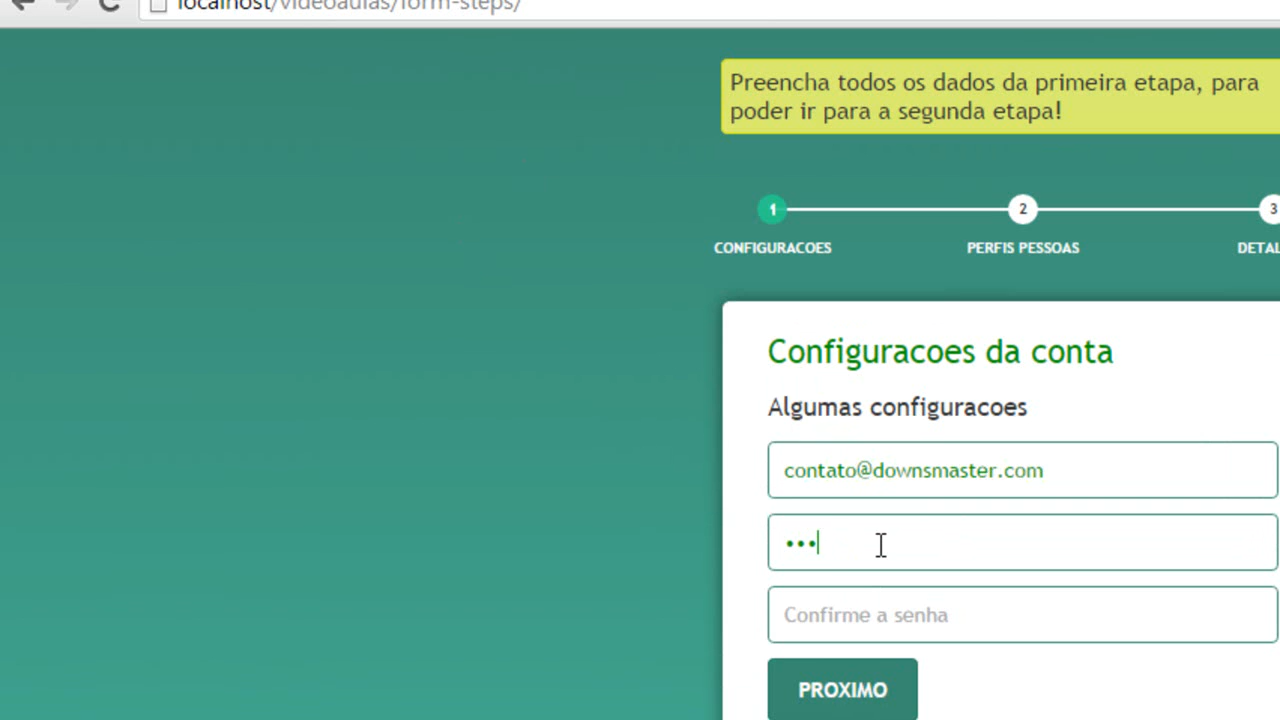 localhost/videoaulas/form-steps/
Preencha todos os dados da primeira etapa, para
poder ir para a segunda etapa!
1
2
3
CONFIGURACOES
PERFIS PESSOAS
DETAL
Configuracoes da conta
Algumas configuracoes
contato@downsmaster.com
•••
Confirme a senha
PROXIMO